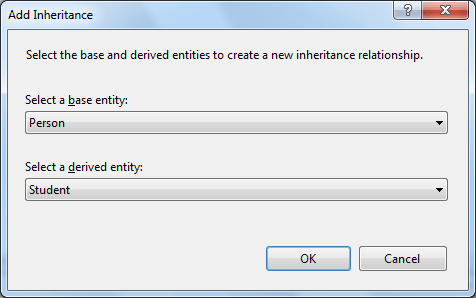 Add Inheritance
Select the base and derived entities to create a new inheritance relationship.
Select a base entity:
Person
Select a derived entity:
Student
OK
Cancel